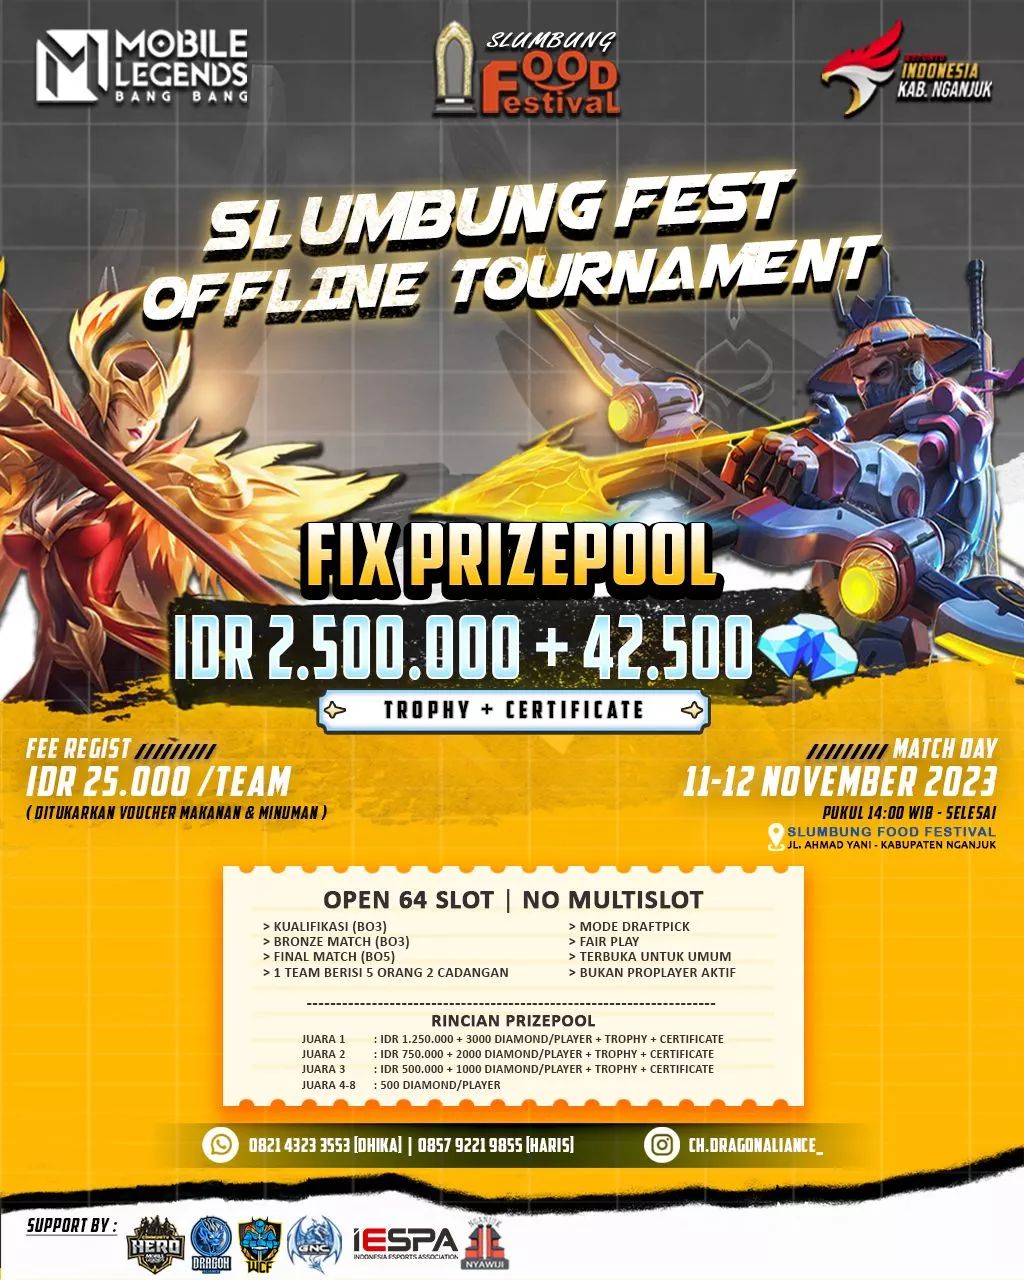 MOBILE
LEGENDS
BANG BANG
SLUMBUNG
FOOD
Festival
ESPORTS
INDONESIA
KAB. NGANJUK
SLUMBUNG FEST
OFFLINE TOURNAMENT
FIX PRIZEPOOL
IDR 2.500.000 + 42.500
TROPHY + CERTIFICATE
FEE REGIST
IDR 25.000 /TEAM
( DITUKARKAN VOUCHER MAKANAN & MINUMAN )
MATCH DAY
11-12 NOVEMBER 2023
PUKUL 14:00 WIB - SELESAI
SLUMBUNG FOOD FESTIVAL
JL. AHMAD YANI - KABUPATEN NGANJUK
OPEN 64 SLOT | NO MULTISLOT
> KUALIFIKASI (BO3)
> BRONZE MATCH (BO3)
> FINAL MATCH (BO5)
> 1 TEAM BERISI 5 ORANG 2 CADANGAN
> MODE DRAFTPICK
> FAIR PLAY
> TERBUKA UNTUK UMUM
> BUKAN PROPLAYER AKTIF
RINCIAN PRIZEPOOL
JUARA 1 : IDR 1.250.000 + 3000 DIAMOND/PLAYER + TROPHY + CERTIFICATE
JUARA 2 : IDR 750.000 + 2000 DIAMOND/PLAYER + TROPHY + CERTIFICATE
JUARA 3 : IDR 500.000 + 1000 DIAMOND/PLAYER + TROPHY + CERTIFICATE
JUARA 4-8 : 500 DIAMOND/PLAYER
0821 4323 3553 [DHIKA] | 0857 9221 9855 [HARIS]
CH.DRAGONALIANCE_
SUPPORT BY :
COMMUNITY
HERO
DRAGON
WCF
GNC
IESPA
INDONESIA ESPORTS ASSOCIATION
NGANJUK
NYAWIJI